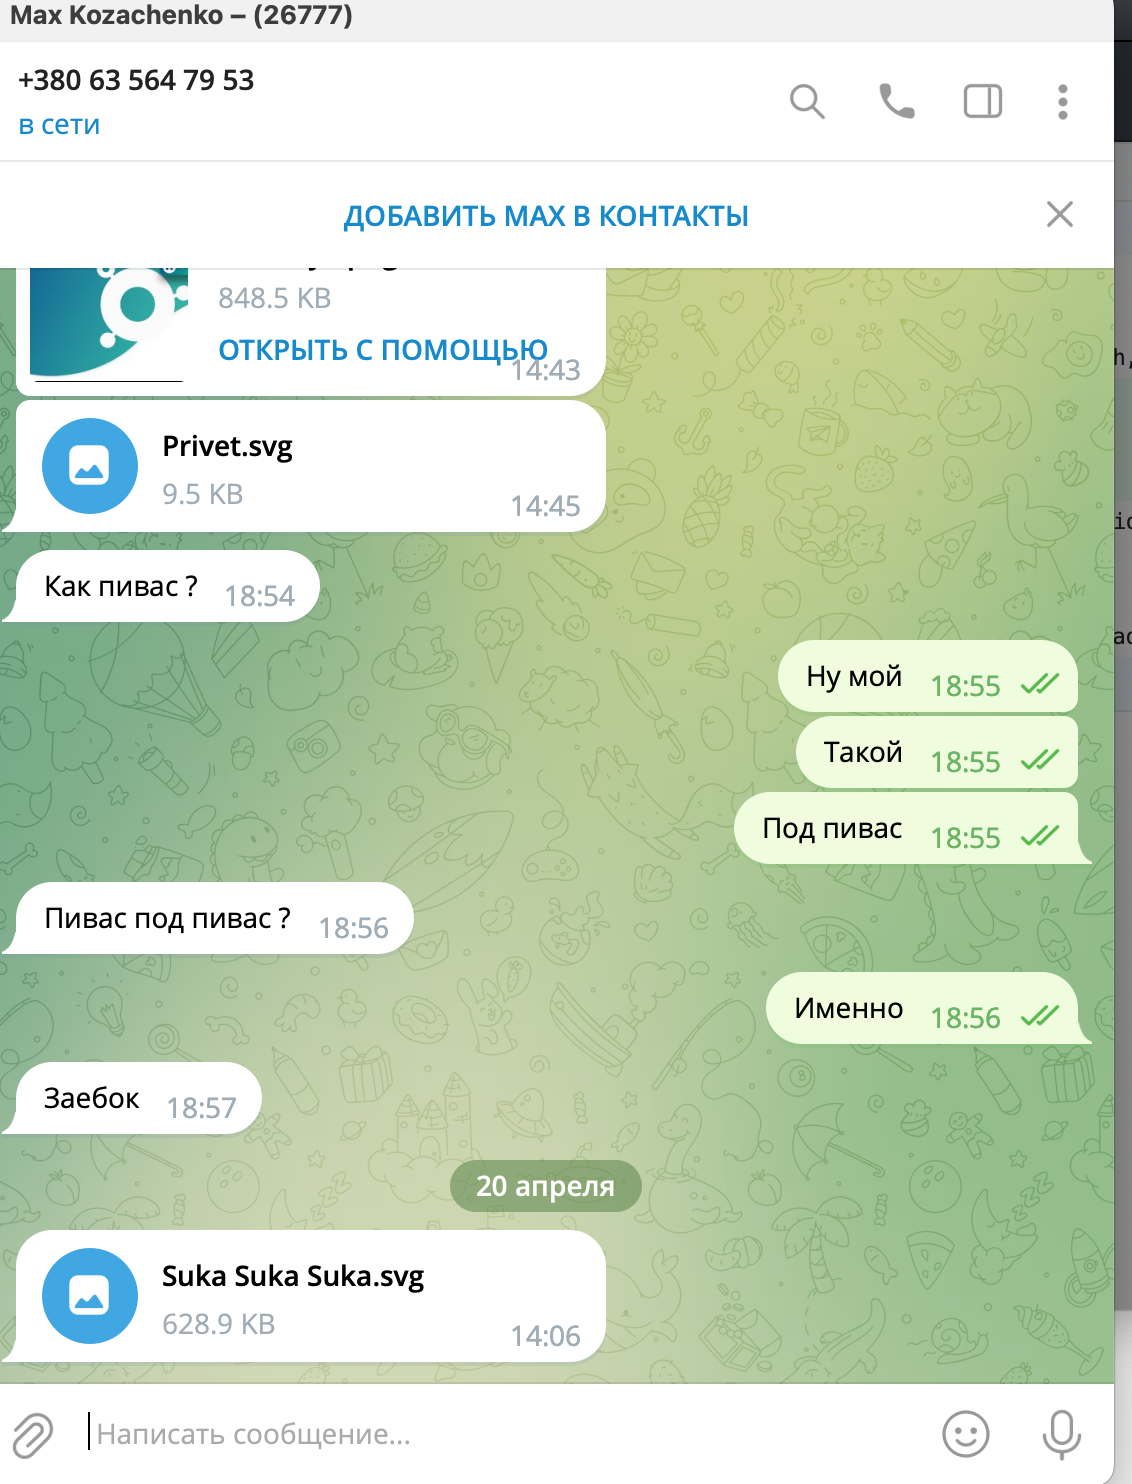 Max Kozachenko – (26777)
+380 63 564 79 53
в сети
ДОБАВИТЬ MAX В КОНТАКТЫ
848.5 KB
ОТКРЫТЬ С ПОМОЩЬЮ
14:43
Privet.svg
9.5 KB
14:45
Как пивас ? 18:54
Ну мой 18:55
Такой 18:55
Под пивас 18:55
Пивас под пивас ? 18:56
Именно 18:56
Заебок 18:57
20 апреля
Suka Suka Suka.svg
628.9 KB
14:06
Написать сообщение...